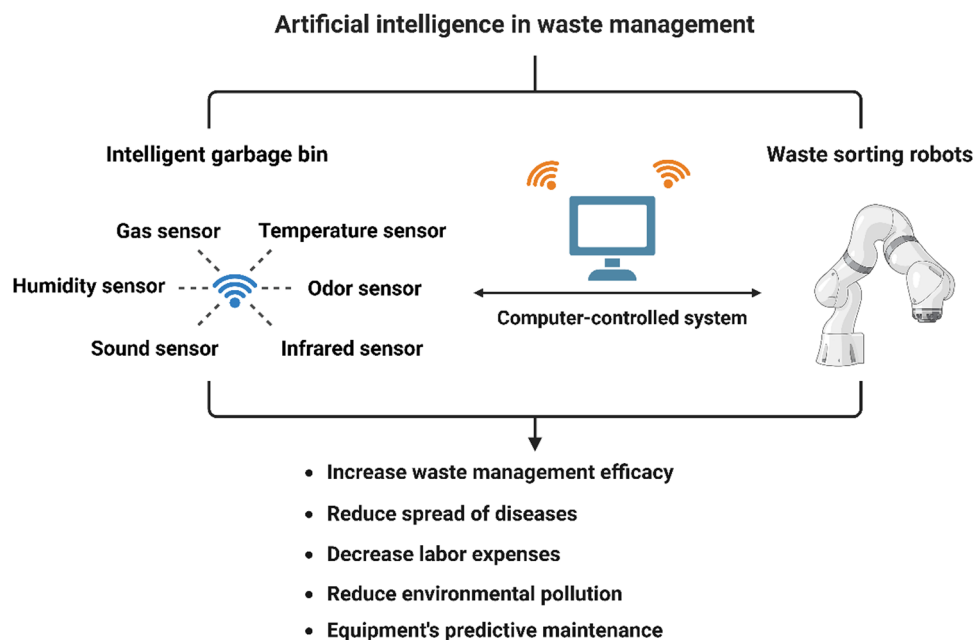 Artificial intelligence in waste management
Intelligent garbage bin
Waste sorting robots
Gas sensor
Temperature sensor
Humidity sensor
Odor sensor
Sound sensor
Infrared sensor
Computer-controlled system
• Increase waste management efficacy
• Reduce spread of diseases
• Decrease labor expenses
• Reduce environmental pollution
• Equipment's predictive maintenance